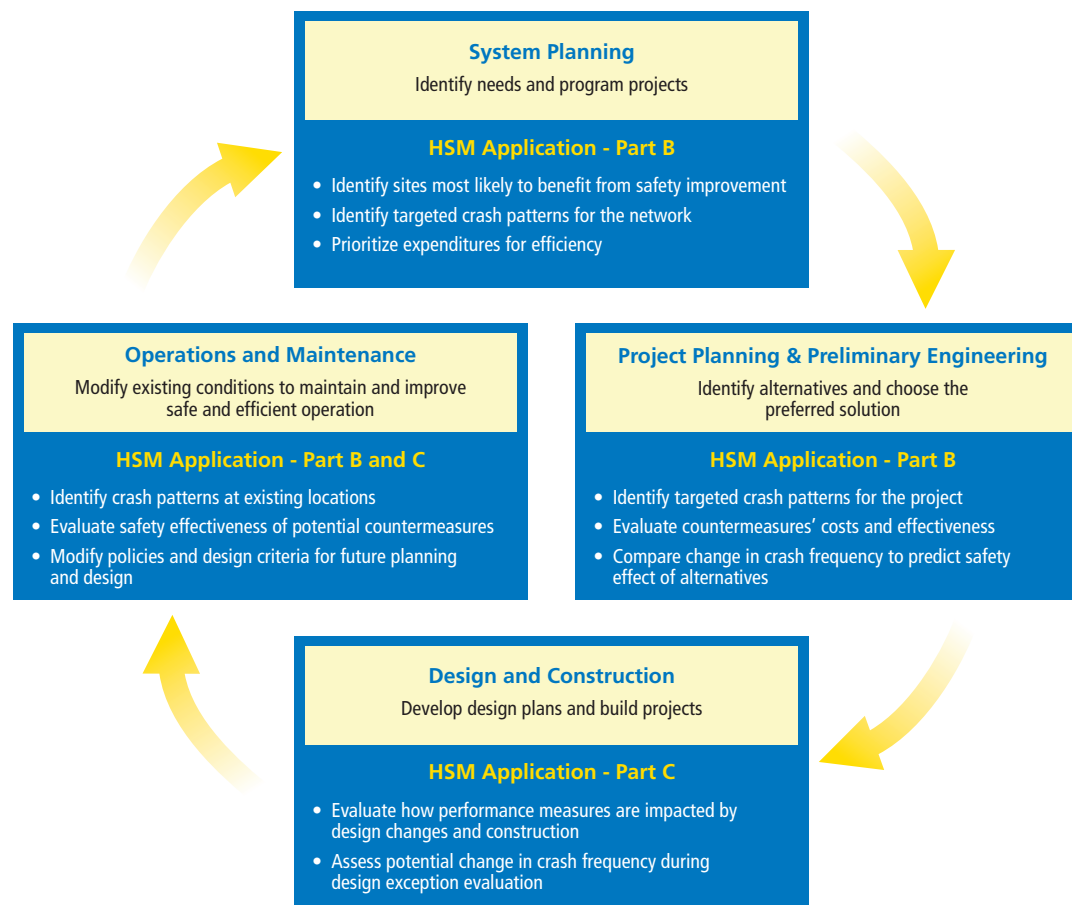 System Planning
Identify needs and program projects
HSM Application - Part B
• Identify sites most likely to benefit from safety improvement
• Identify targeted crash patterns for the network
• Prioritize expenditures for efficiency
Operations and Maintenance
Modify existing conditions to maintain and improve
safe and efficient operation
HSM Application - Part B and C
• Identify crash patterns at existing locations
• Evaluate safety effectiveness of potential countermeasures
• Modify policies and design criteria for future planning
and design
Project Planning & Preliminary Engineering
Identify alternatives and choose the
preferred solution
HSM Application - Part B
• Identify targeted crash patterns for the project
• Evaluate countermeasures’ costs and effectiveness
• Compare change in crash frequency to predict safety
effect of alternatives
Design and Construction
Develop design plans and build projects
HSM Application - Part C
• Evaluate how performance measures are impacted by
design changes and construction
• Assess potential change in crash frequency during
design exception evaluation